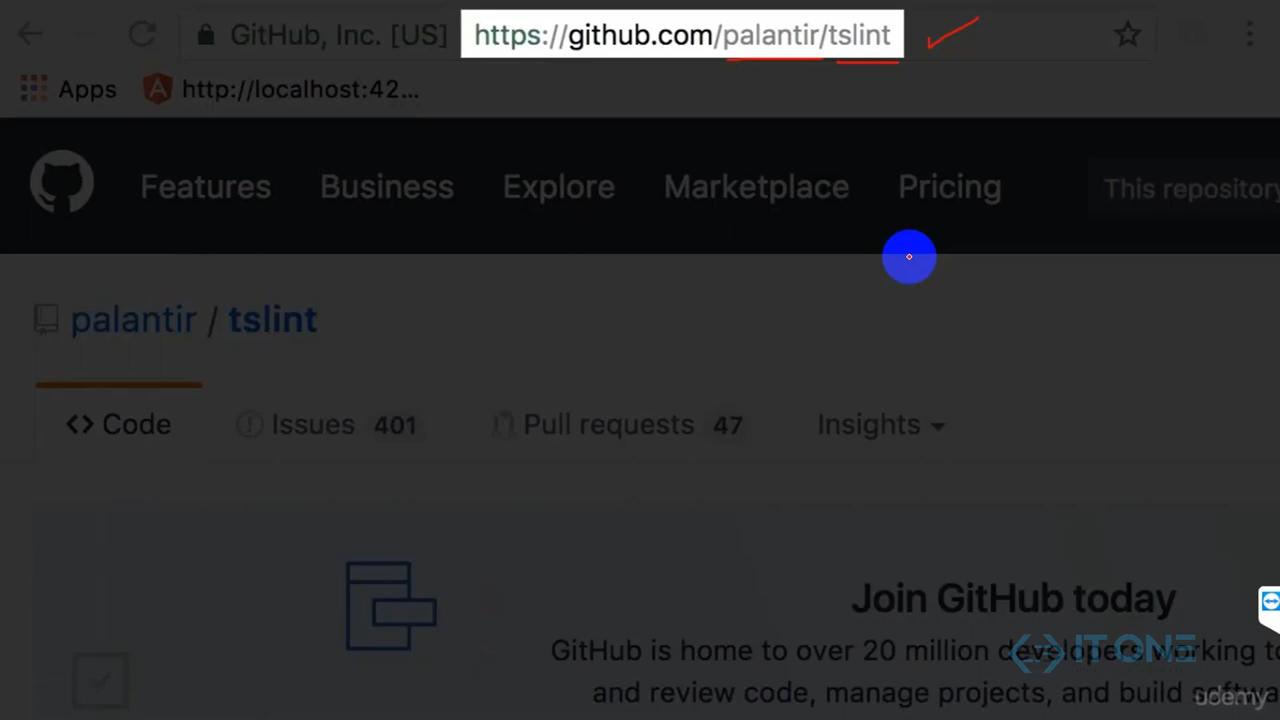 GitHub, Inc. [US] https://github.com/palantir/tslint
Apps http://localhost:42...
Features Business Explore Marketplace Pricing This repository
palantir / tslint
<> Code Issues 401 Pull requests 47 Insights
Join GitHub today
GitHub is home to over 20 million developers working to
and review code, manage projects, and build softwa
IT ONE
udemy